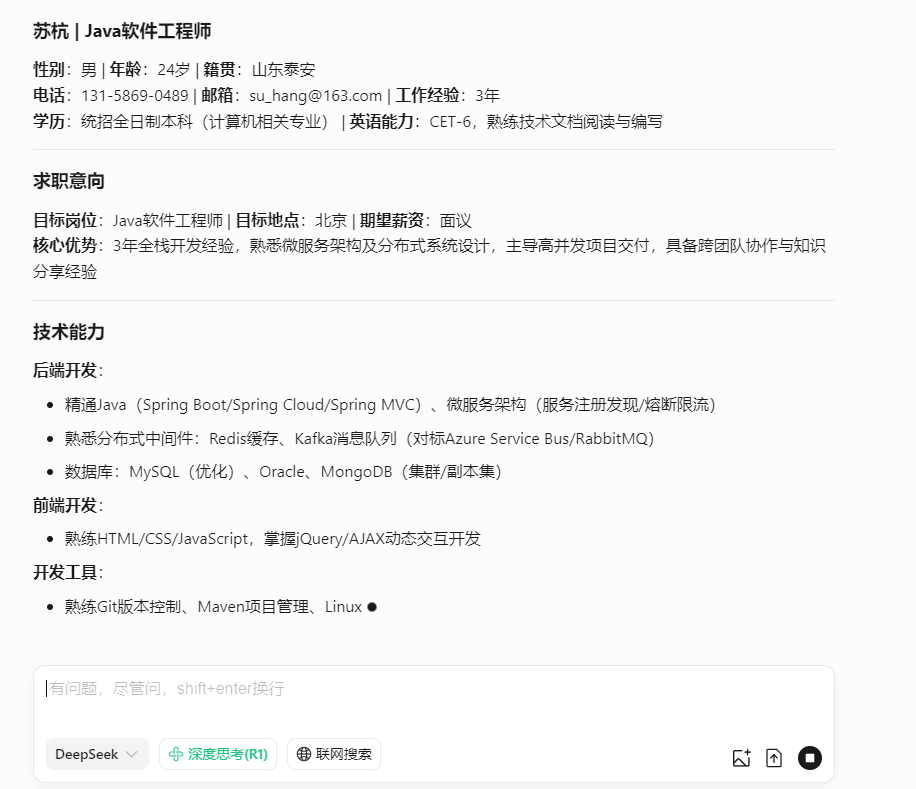 苏杭 | Java软件工程师
性别：男 | 年龄：24岁 | 籍贯：山东泰安
电话：131-5869-0489 | 邮箱：su_hang@163.com | 工作经验：3年
学历：统招全日制本科（计算机相关专业） | 英语能力：CET-6，熟练技术文档阅读与编写
求职意向
目标岗位：Java软件工程师 | 目标地点：北京 | 期望薪资：面议
核心优势：3年全栈开发经验，熟悉微服务架构及分布式系统设计，主导高并发项目交付，具备跨团队协作与知识
分享经验
技术能力
后端开发：
• 精通Java（Spring Boot/Spring Cloud/Spring MVC）、微服务架构（服务注册发现/熔断限流）
• 熟悉分布式中间件：Redis缓存、Kafka消息队列（对标Azure Service Bus/RabbitMQ）
• 数据库：MySQL（优化）、Oracle、MongoDB（集群/副本集）
前端开发：
• 熟练HTML/CSS/JavaScript，掌握jQuery/AJAX动态交互开发
开发工具：
• 熟练Git版本控制、Maven项目管理、Linux
有问题，尽管问，shift+enter换行
DeepSeek 深度思考(R1) 联网搜索